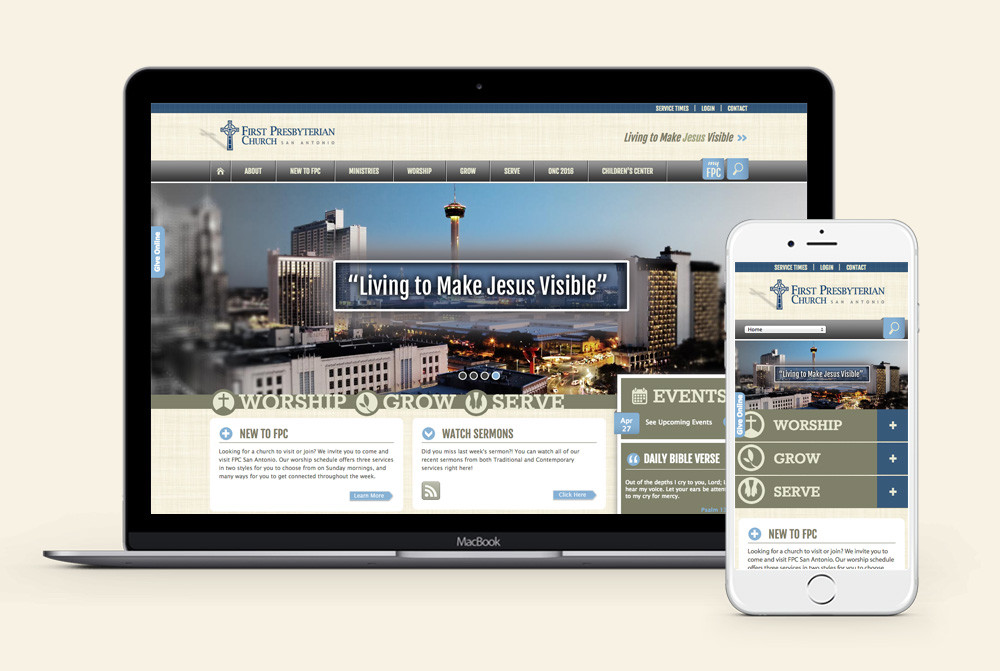 SERVICE TIMES | LOGIN | CONTACT
FIRST PRESBYTERIAN
CHURCH SAN ANTONIO
Living to Make Jesus Visible
ABOUT NEW TO FPC MINISTRIES WORSHIP GROW SERVE ONC 2016 CHILDREN'S CENTER
my
FPC
Give Online
“Living to Make Jesus Visible”
WORSHIP GROW SERVE
NEW TO FPC
Looking for a church to visit or join? We invite you to come and
visit FPC San Antonio. Our worship schedule offers three services
in two styles for you to choose from on Sunday mornings, and
many ways for you to get connected throughout the week.
Learn More
WATCH SERMONS
Did you miss last week's sermon?! You can watch all of our
recent sermons from both Traditional and Contemporary
services right here!
Click Here
EVENTS
Apr
27
See Upcoming Events
DAILY BIBLE VERSE
Out of the depths I cry to you, Lord;
hear my voice. Let your ears be atten
to my cry for mercy.
Psalm
MacBook
SERVICE TIMES | LOGIN | CONTACT
FIRST PRESBYTERIAN
CHURCH SAN ANTONIO
Home
“Living to Make Jesus Visible”
Give Online
WORSHIP +
GROW +
SERVE +
NEW TO FPC
Looking for a church to visit or join? We invite you to
come and visit FPC San Antonio. Our worship schedule
offers three services in two styles for you to choose